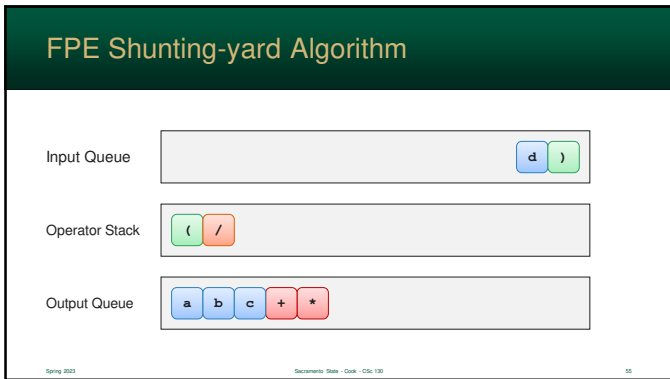 FPE Shunting-yard Algorithm
Input Queue d )
Operator Stack ( /
Output Queue a b c + *
Spring 2023 Sacramento State - Cook - CSc 130 55